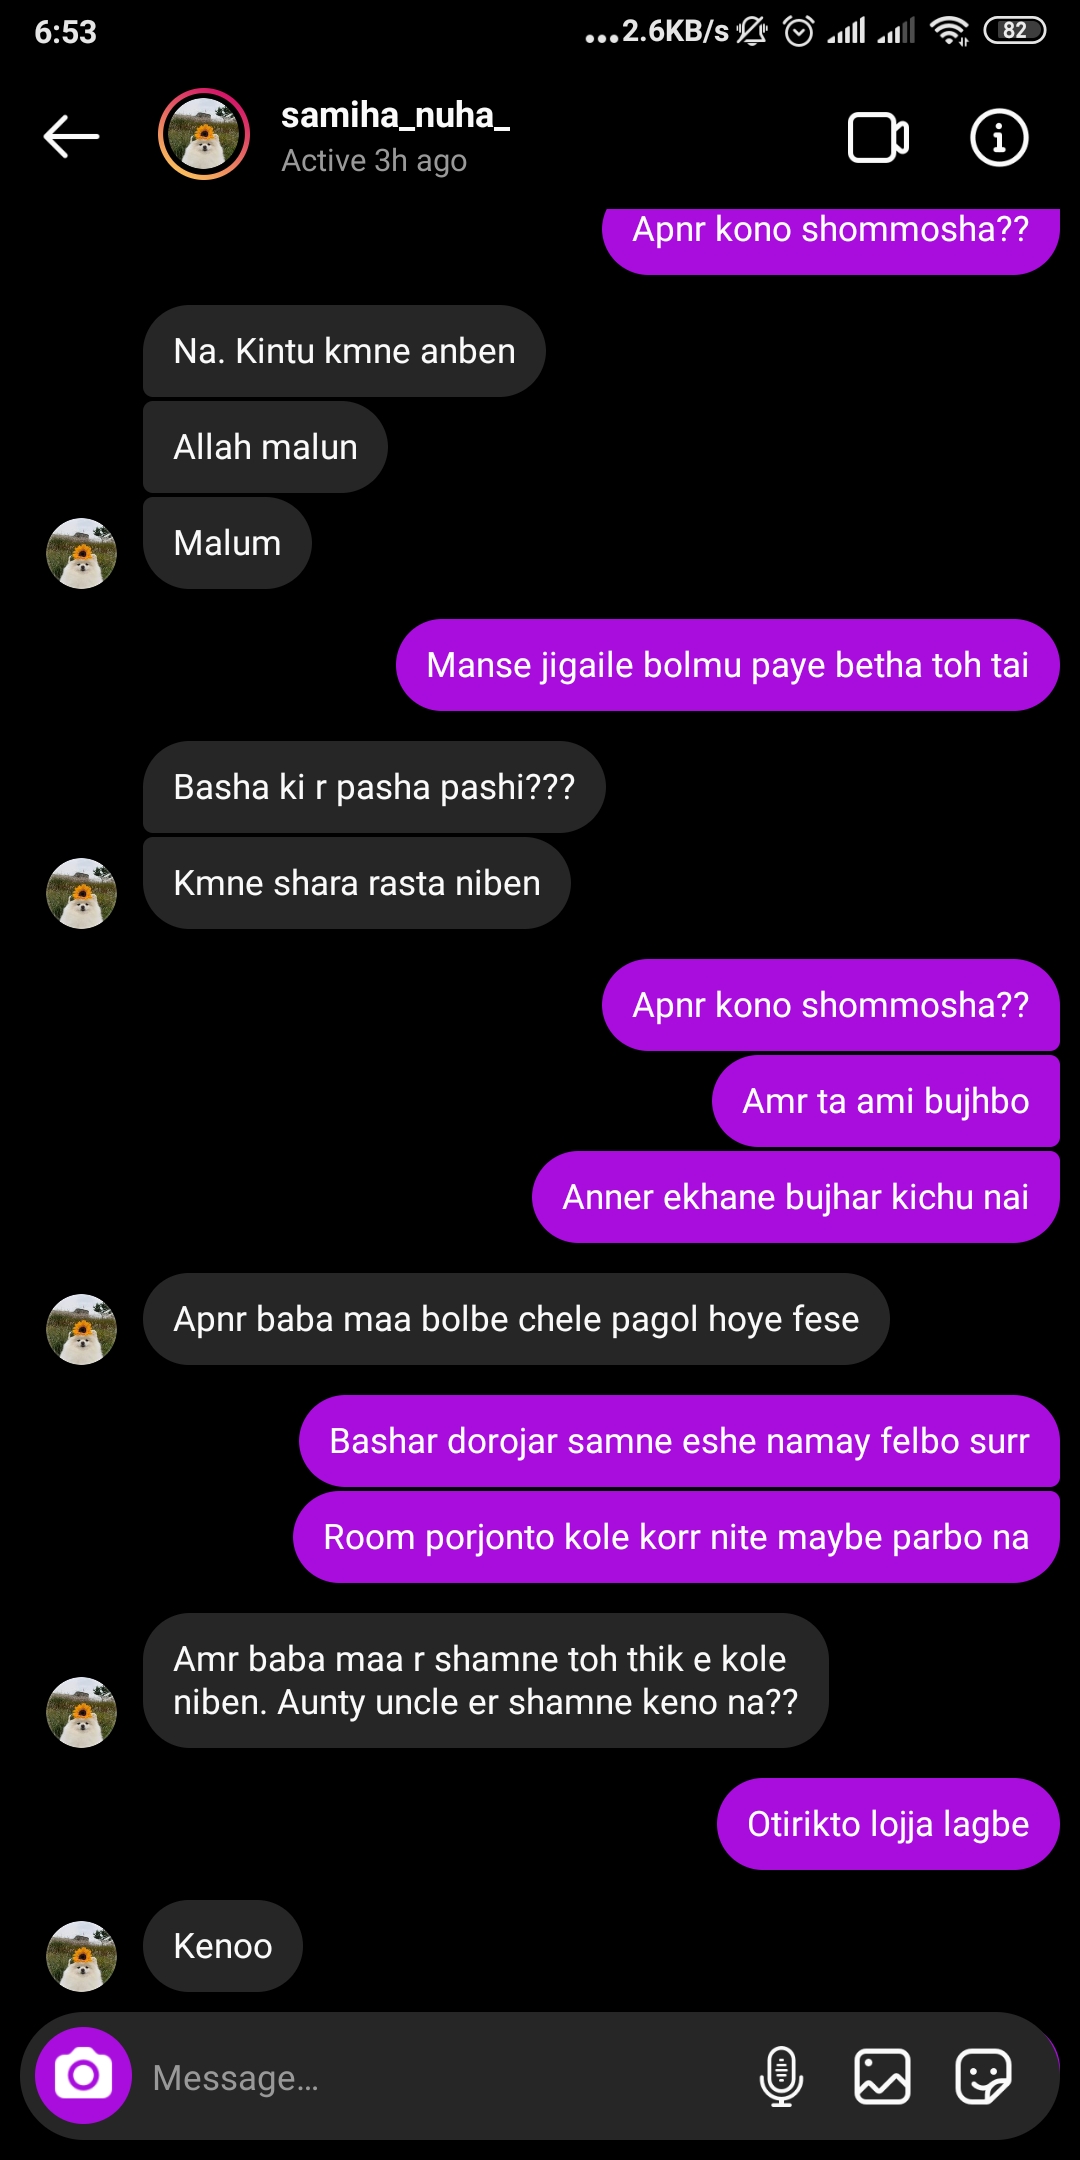 6:53
...2.6KB/s
82
samiha_nuha_
Active 3h ago
Apnr kono shommosha??
Na. Kintu kmne anben
Allah malun
Malum
Manse jigaile bolmu paye betha toh tai
Basha ki r pasha pashi???
Kmne shara rasta niben
Apnr kono shommosha??
Amr ta ami bujhbo
Anner ekhane bujhar kichu nai
Apnr baba maa bolbe chele pagol hoye fese
Bashar dorojar samne eshe namay felbo surr
Room porjonto kole korr nite maybe parbo na
Amr baba maa r shamne toh thik e kole
niben. Aunty uncle er shamne keno na??
Otirikto lojja lagbe
Kenoo
Message...